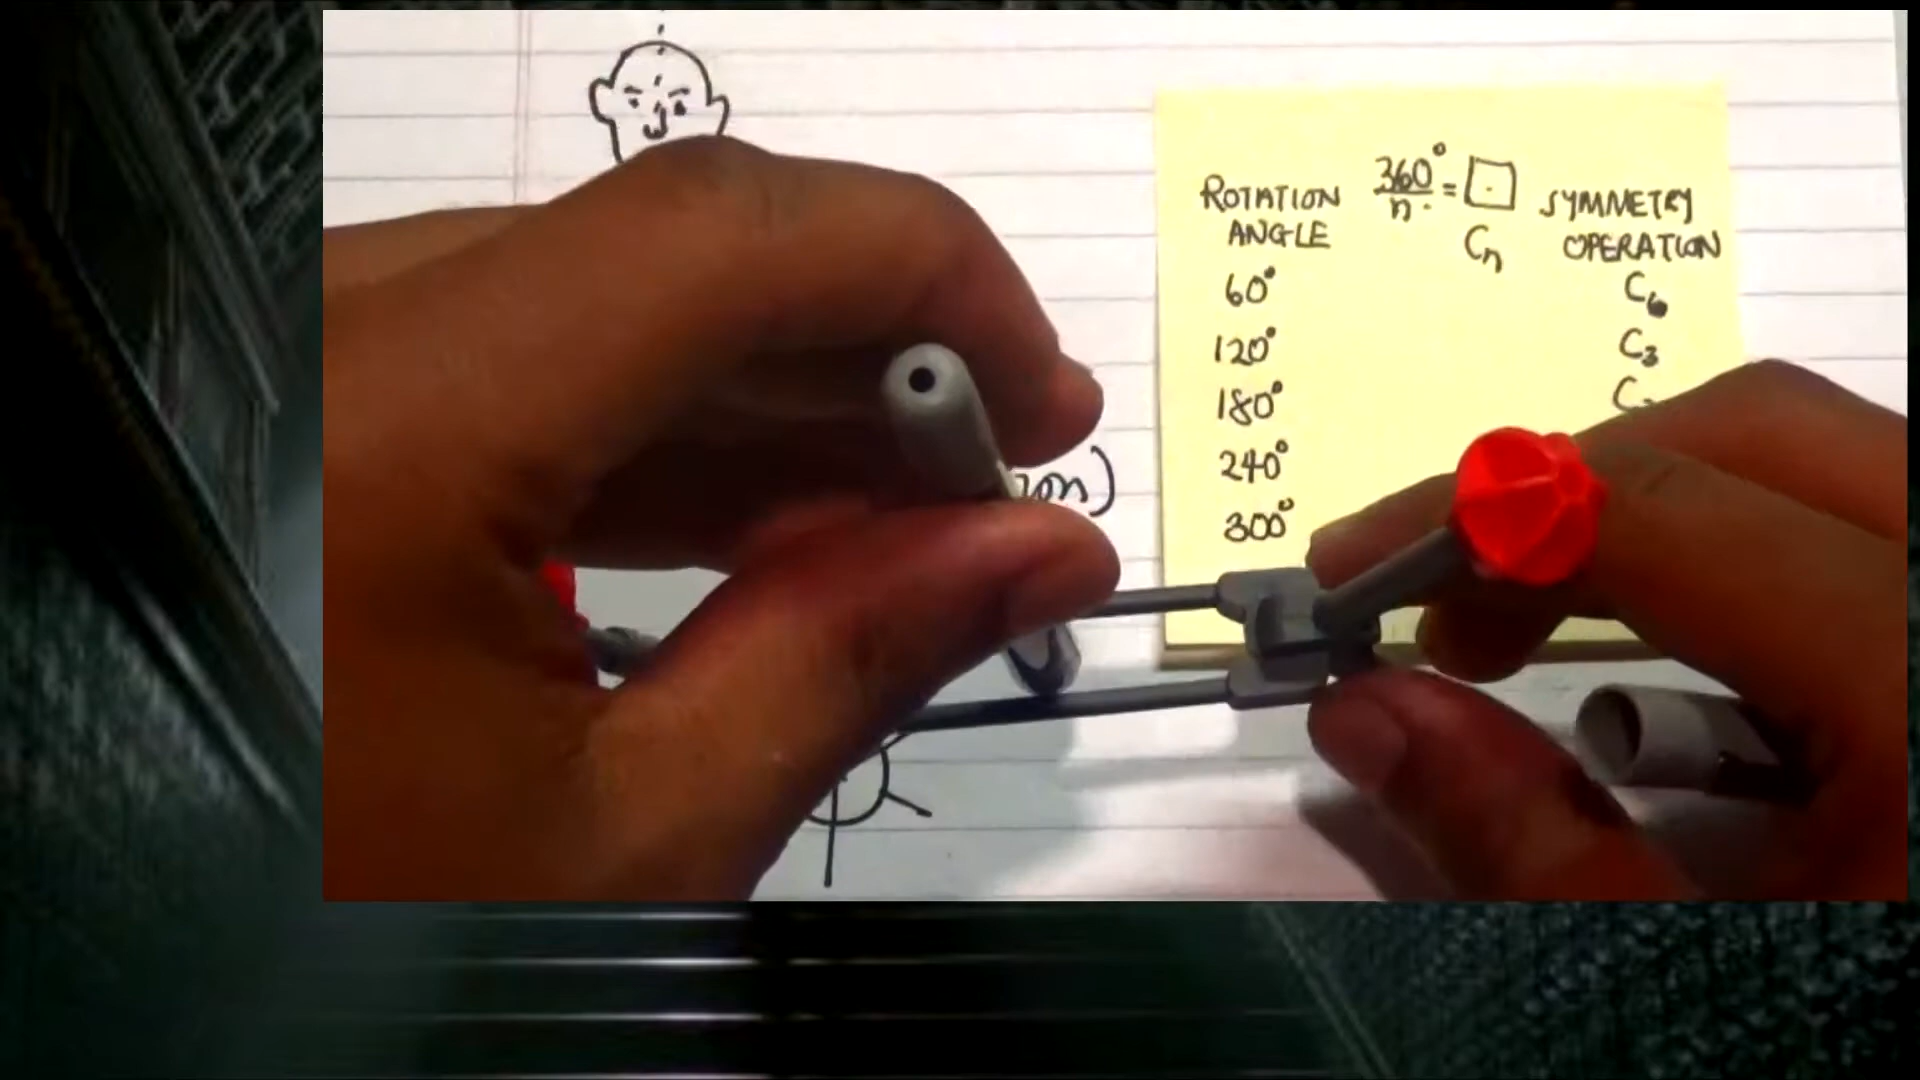 360°
ROTATION — = □ SYMMETRY
n
ANGLE Cn OPERATION
60° C6
120° C3
180°
240°
300°